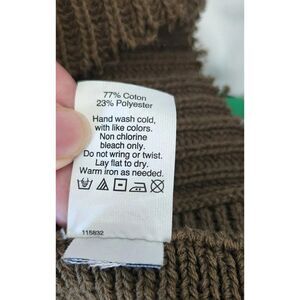 77% Coton
23% Polyester
Hand wash cold,
with like colors.
Non chlorine
bleach only.
Do not wring or twist.
Lay flat to dry.
Warm iron as needed.
115832